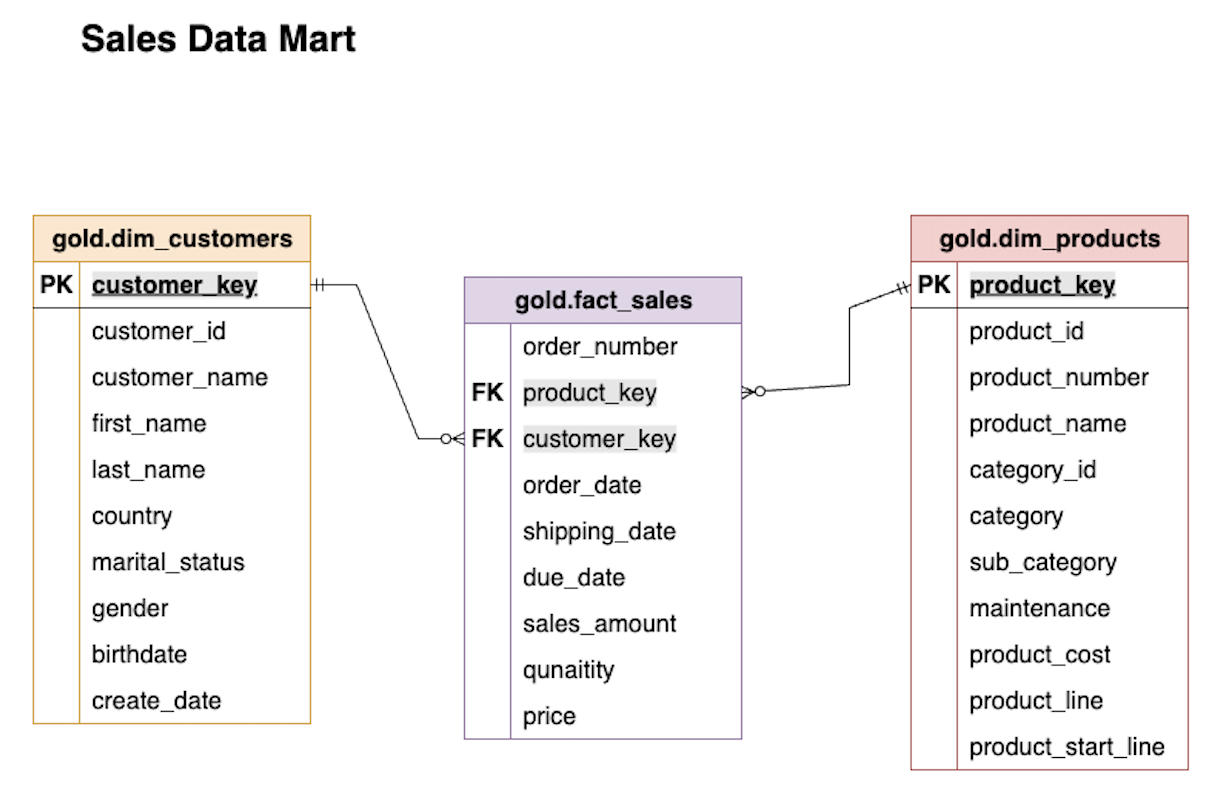 Sales Data Mart
gold.dim_customers
PK customer_key
customer_id
customer_name
first_name
last_name
country
marital_status
gender
birthdate
create_date
gold.fact_sales
order_number
FK product_key
FK customer_key
order_date
shipping_date
due_date
sales_amount
qunaitity
price
gold.dim_products
PK product_key
product_id
product_number
product_name
category_id
category
sub_category
maintenance
product_cost
product_line
product_start_line